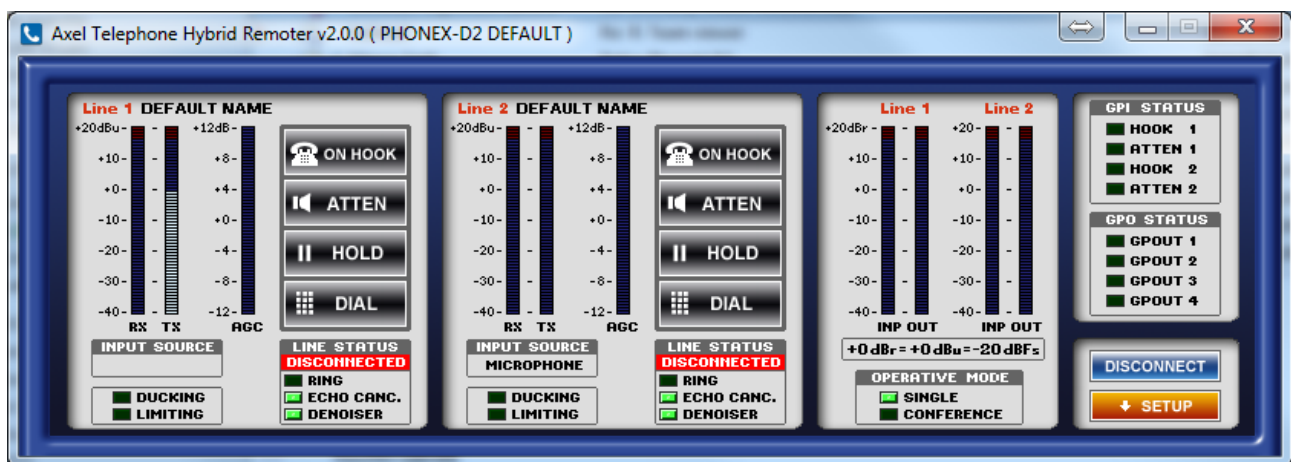 Axel Telephone Hybrid Remoter v2.0.0 ( PHONEX-D2 DEFAULT )
Line 1 DEFAULT NAME
+20dBu- - +12dB-
+10- - +8-
+0- - +4-
-10- - +0-
-20- - -4-
-30- - -8-
-40- - -12-
RX TX AGC
ON HOOK
ATTEN
HOLD
DIAL
INPUT SOURCE
DUCKING
LIMITING
LINE STATUS
DISCONNECTED
RING
ECHO CANC.
DENOISER
Line 2 DEFAULT NAME
+20dBu- - +12dB-
+10- - +8-
+0- - +4-
-10- - +0-
-20- - -4-
-30- - -8-
-40- - -12-
RX TX AGC
ON HOOK
ATTEN
HOLD
DIAL
INPUT SOURCE
MICROPHONE
DUCKING
LIMITING
LINE STATUS
DISCONNECTED
RING
ECHO CANC.
DENOISER
Line 1 Line 2
+20dBr- - +20- -
+10- - +10- -
+0- - +0- -
-10- - -10- -
-20- - -20- -
-30- - -30- -
-40- - -40- -
INP OUT INP OUT
+0dBr=+0dBu=-20dBFs
OPERATIVE MODE
SINGLE
CONFERENCE
GPI STATUS
HOOK 1
ATTEN 1
HOOK 2
ATTEN 2
GPO STATUS
GPOUT 1
GPOUT 2
GPOUT 3
GPOUT 4
DISCONNECT
SETUP